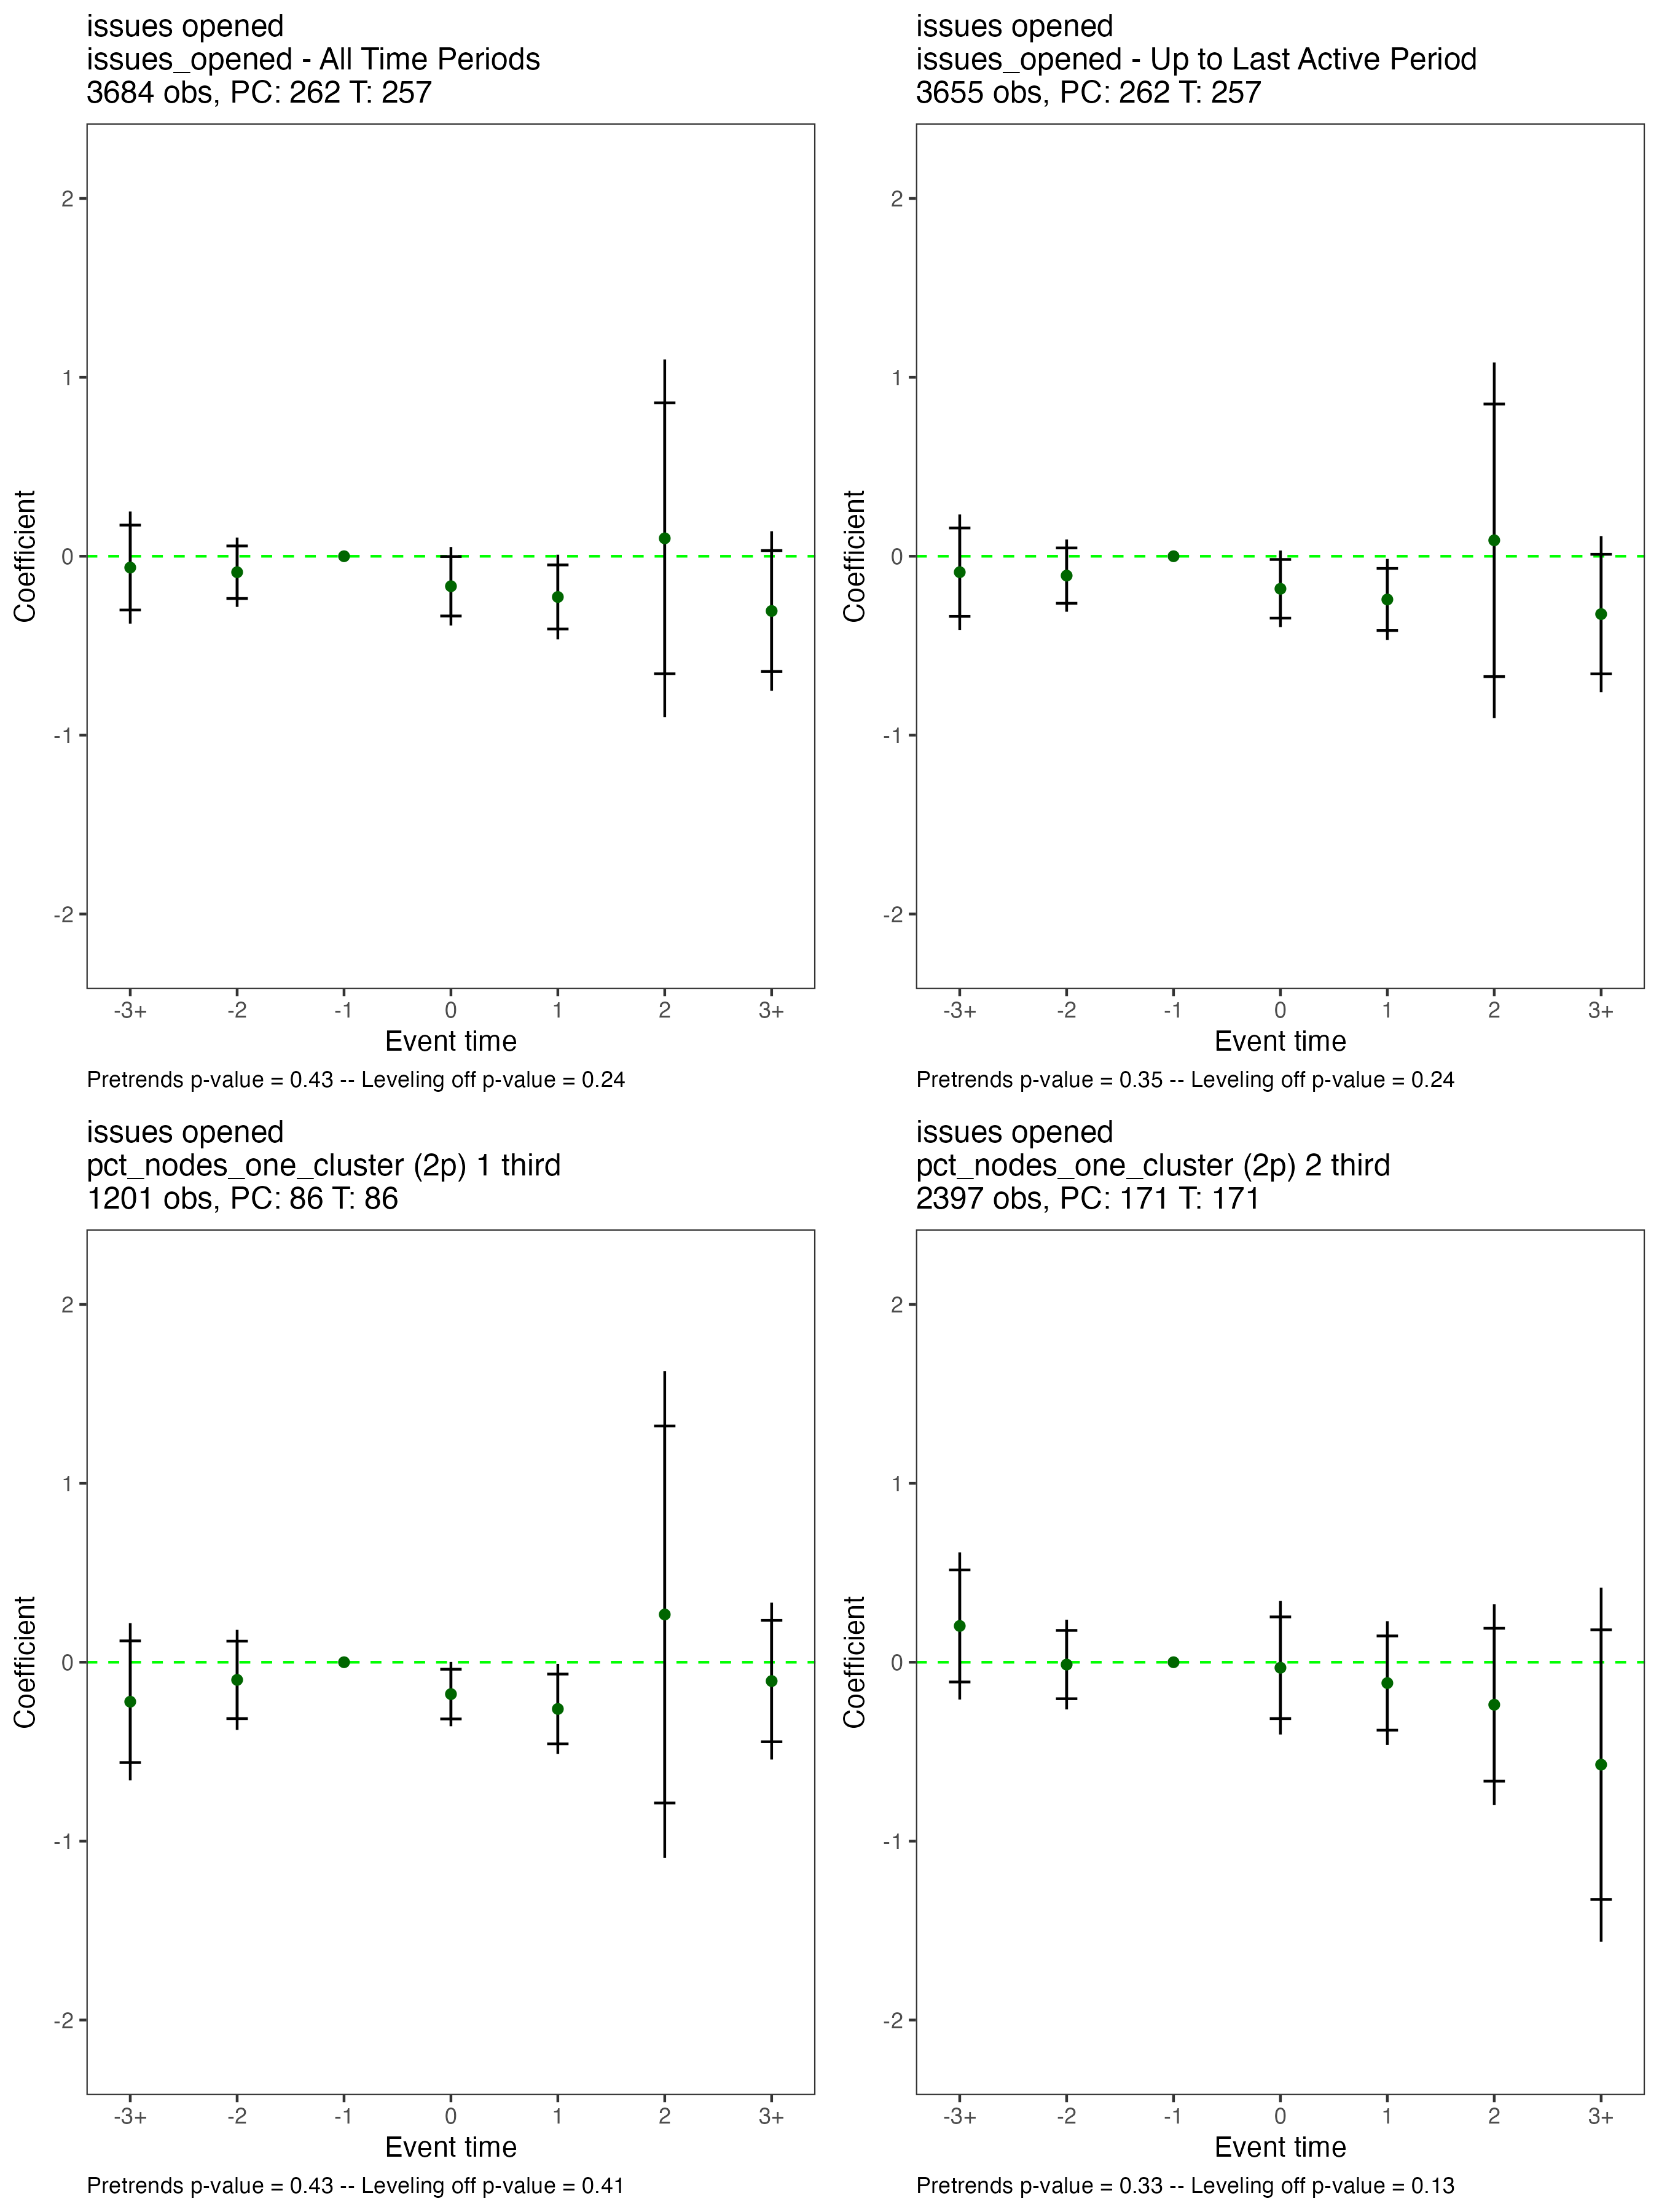 issues opened
issues_opened - All Time Periods
3684 obs, PC: 262 T: 257
2
1
0
-1
-2
Coefficient
-3+ -2 -1 0 1 2 3+
Event time
Pretrends p-value = 0.43 -- Leveling off p-value = 0.24
issues opened
issues_opened - Up to Last Active Period
3655 obs, PC: 262 T: 257
2
1
0
-1
-2
Coefficient
-3+ -2 -1 0 1 2 3+
Event time
Pretrends p-value = 0.35 -- Leveling off p-value = 0.24
issues opened
pct_nodes_one_cluster (2p) 1 third
1201 obs, PC: 86 T: 86
2
1
0
-1
-2
Coefficient
-3+ -2 -1 0 1 2 3+
Event time
Pretrends p-value = 0.43 -- Leveling off p-value = 0.41
issues opened
pct_nodes_one_cluster (2p) 2 third
2397 obs, PC: 171 T: 171
2
1
0
-1
-2
Coefficient
-3+ -2 -1 0 1 2 3+
Event time
Pretrends p-value = 0.33 -- Leveling off p-value = 0.13